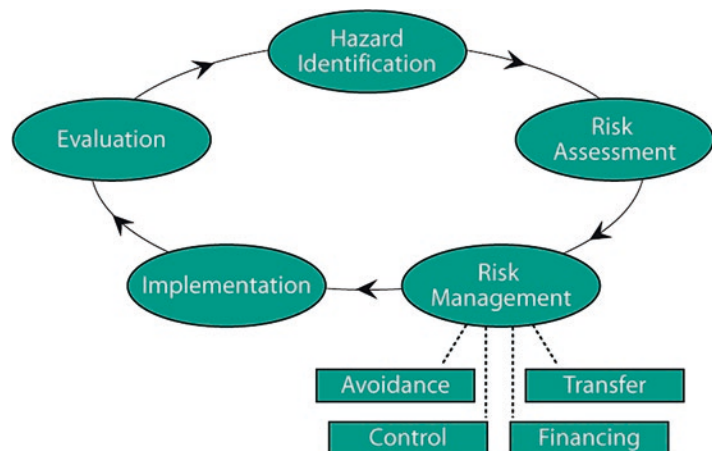 Hazard
Identification
Evaluation
Risk
Assessment
Implementation
Risk
Management
Avoidance
Transfer
Control
Financing